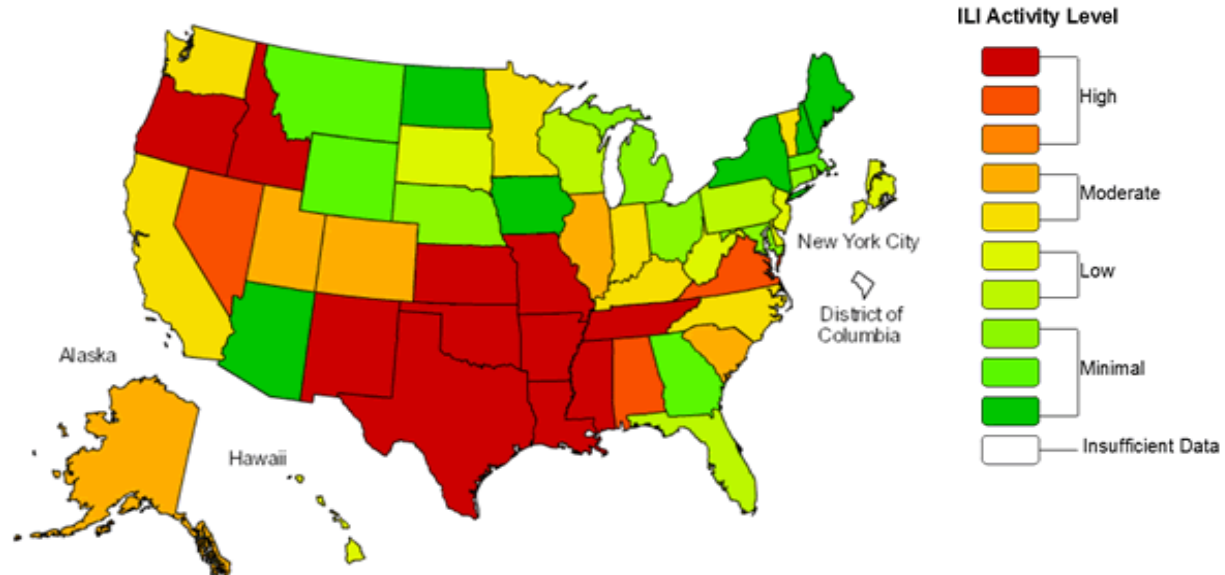 ILI Activity Level
High
Moderate
Low
Minimal
Insufficient Data
New York City
District of
Columbia
Alaska
Hawaii